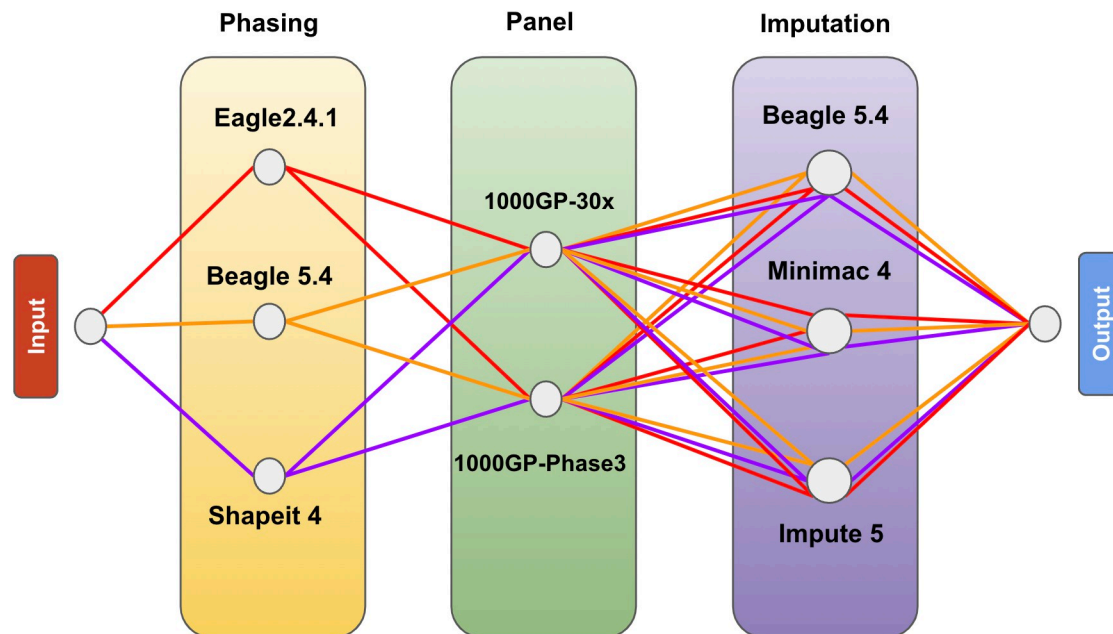 Phasing
Panel
Imputation
Eagle2.4.1
Beagle 5.4
Shapeit 4
1000GP-30x
1000GP-Phase3
Beagle 5.4
Minimac 4
Impute 5
Input
Output